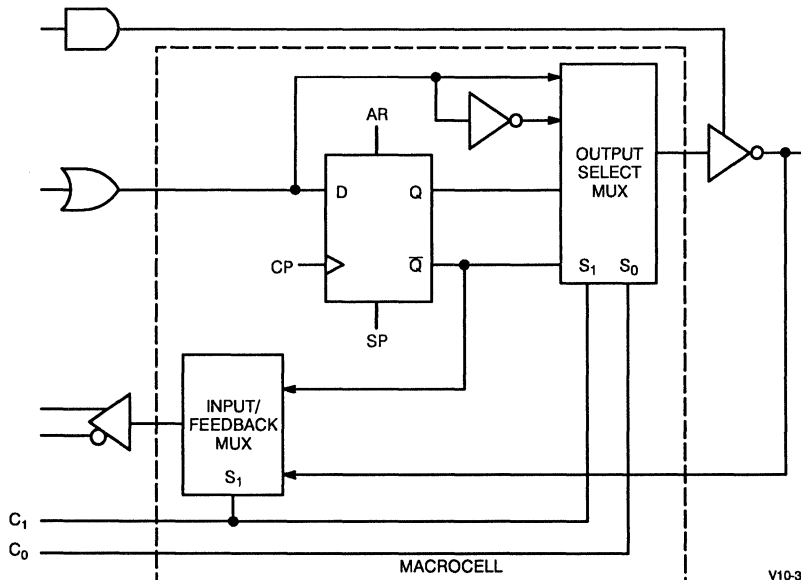 AR
D
Q
CP
Q̅
SP
OUTPUT
SELECT
MUX
S₁ S₀
INPUT/
FEEDBACK
MUX
S₁
C₁
C₀
MACROCELL
V10-3